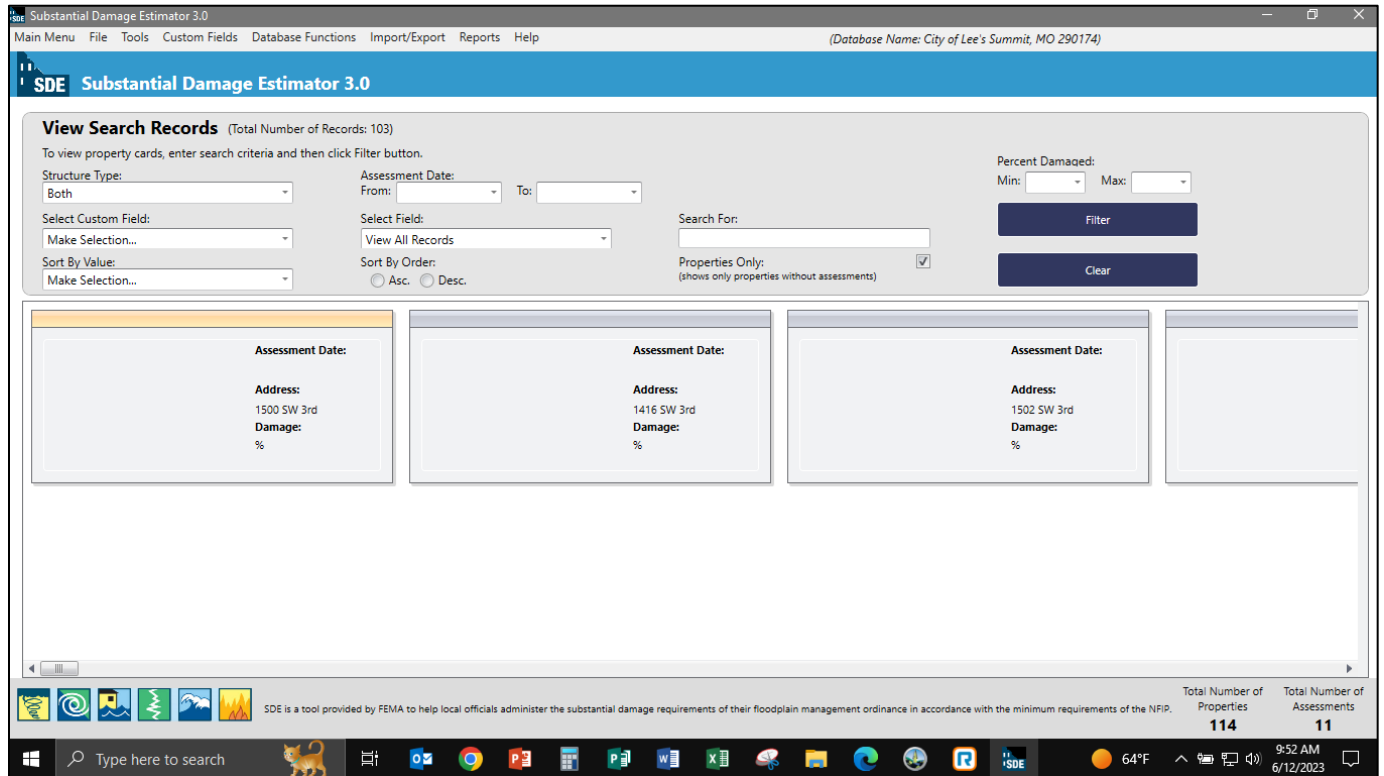 Substantial Damage Estimator 3.0
Main Menu File Tools Custom Fields Database Functions Import/Export Reports Help (Database Name: City of Lee's Summit, MO 290174)
SDE Substantial Damage Estimator 3.0
View Search Records (Total Number of Records: 103)
To view property cards, enter search criteria and then click Filter button.
Percent Damaged:
Structure Type: Assessment Date:
Both From: To: Min: Max:
Select Custom Field: Select Field: Search For: Filter
Make Selection... View All Records
Sort By Value: Sort By Order: Properties Only: Clear
Make Selection... Asc. Desc. (shows only properties without assessments)
Assessment Date: Assessment Date: Assessment Date:
Address: Address: Address:
1500 SW 3rd 1416 SW 3rd 1502 SW 3rd
Damage: Damage: Damage:
% % %
SDE is a tool provided by FEMA to help local officials administer the substantial damage requirements of their floodplain management ordinance in accordance with the minimum requirements of the NFIP.
Total Number of Properties Total Number of Assessments
114 11
Type here to search 64°F 9:52 AM
SDE 6/12/2023